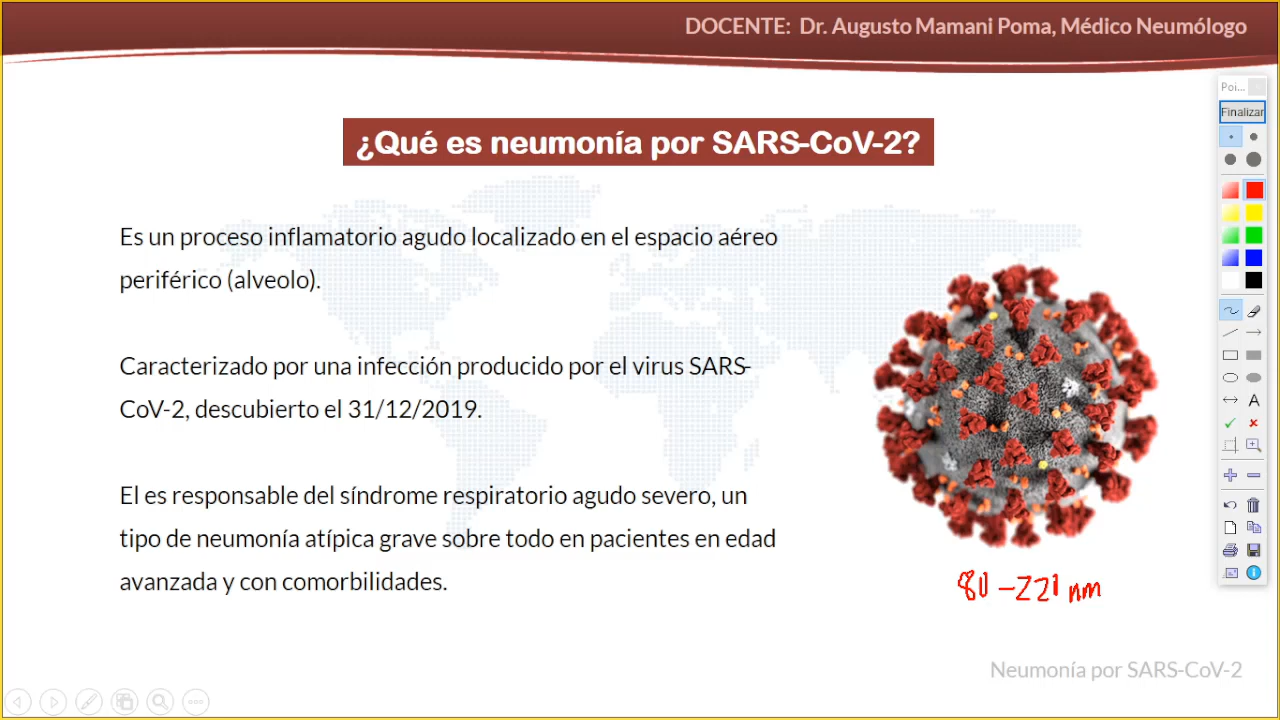 DOCENTE: Dr. Augusto Mamani Poma, Médico Neumólogo
¿Qué es neumonía por SARS-CoV-2?
Es un proceso inflamatorio agudo localizado en el espacio aéreo
periférico (alveolo).
Caracterizado por una infección producido por el virus SARS-
CoV-2, descubierto el 31/12/2019.
El es responsable del síndrome respiratorio agudo severo, un
tipo de neumonía atípica grave sobre todo en pacientes en edad
avanzada y con comorbilidades.
80 -221 nm
Neumonía por SARS-CoV-2
Poi...
Finalizar
A